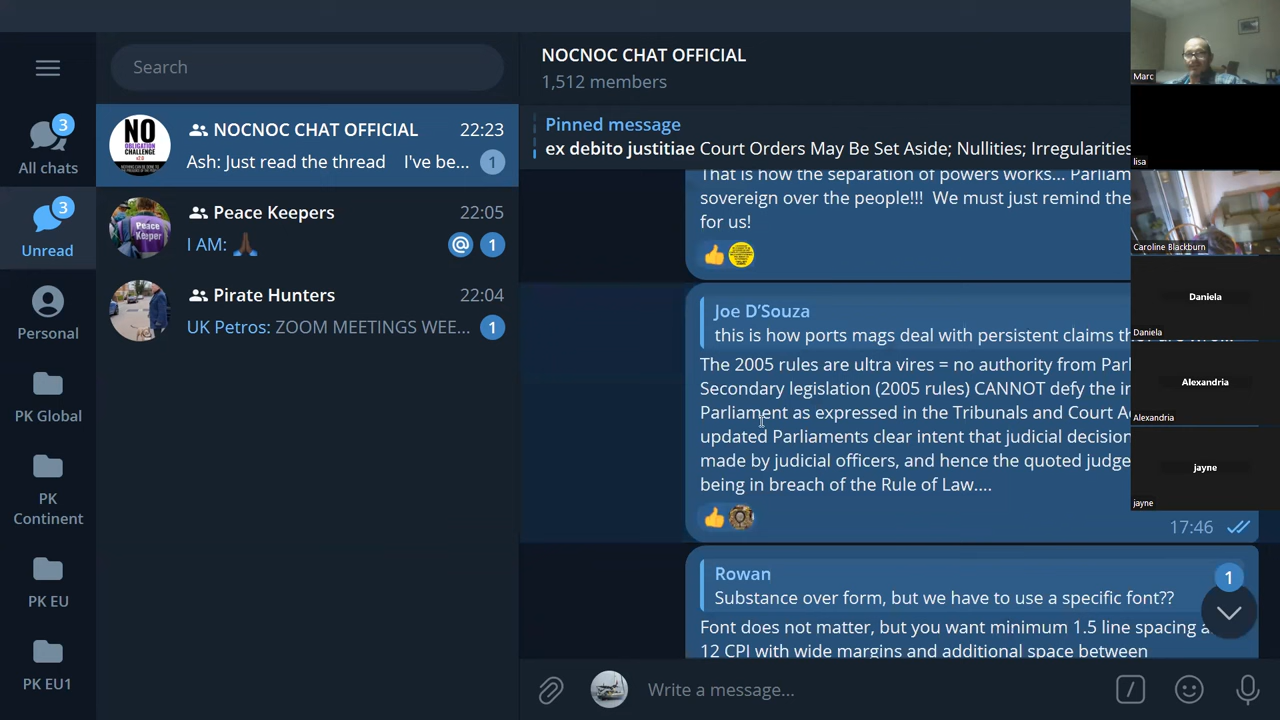 Search
3
All chats
3
Unread
Personal
PK Global
PK
Continent
PK EU
PK EU1
NO
OBLIGATION
CHALLENGE
NOCNOC CHAT OFFICIAL 22:23
Ash: Just read the thread I've be... 1
Peace
Keeper
Peace Keepers 22:05
I AM: 🙏🏿 @ 1
Pirate Hunters 22:04
UK Petros: ZOOM MEETINGS WEE... 1
NOCNOC CHAT OFFICIAL
1,512 members
Pinned message
ex debito justitiae Court Orders May Be Set Aside; Nullities; Irregularities
That is how the separation of powers works... Parliam
sovereign over the people!!! We must just remind the
for us!
👍
Joe D'Souza
this is how ports mags deal with persistent claims
The 2005 rules are ultra vires = no authority from Parl
Secondary legislation (2005 rules) CANNOT defy the in
Parliament as expressed in the Tribunals and Court A
updated Parliaments clear intent that judicial decision
made by judicial officers, and hence the quoted judge
being in breach of the Rule of Law....
👍
17:46
Rowan
Substance over form, but we have to use a specific font??
1
Font does not matter, but you want minimum 1.5 line spacing a
12 CPI with wide margins and additional space between
Write a message...
Marc
lisa
Caroline Blackburn
Daniela
Daniela
Alexandria
Alexandria
jayne
jayne